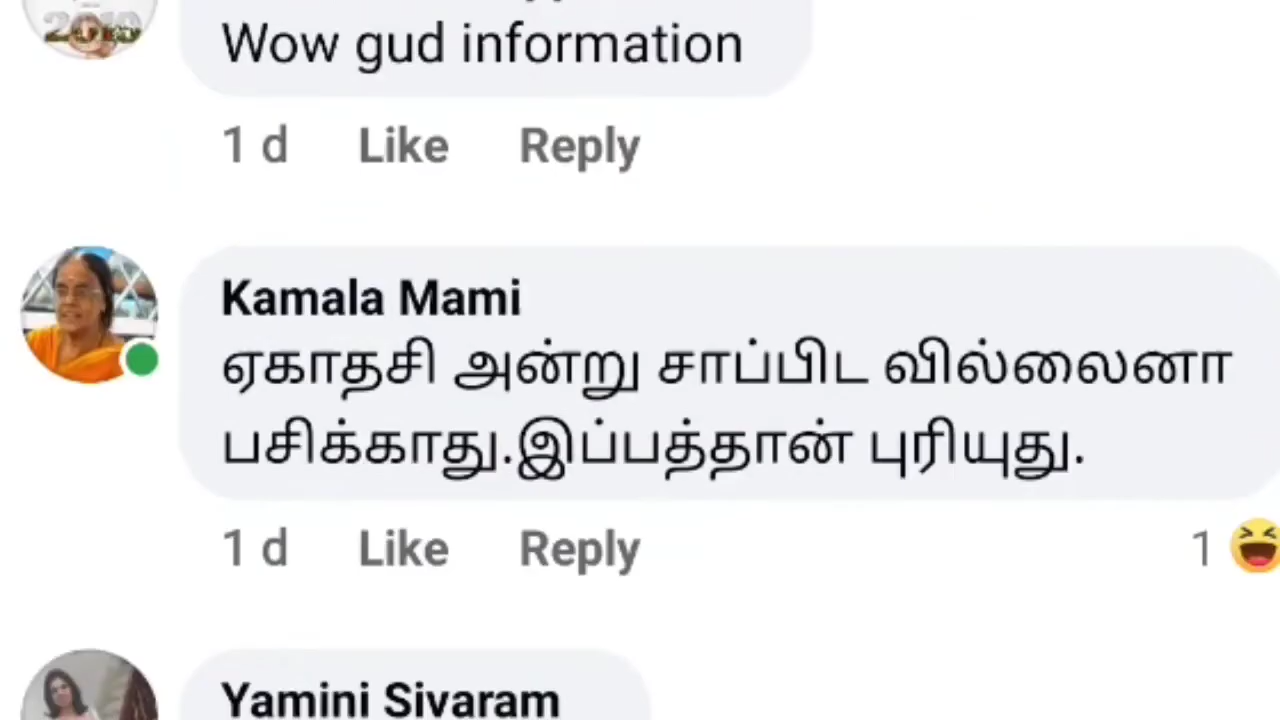 2019
Wow gud information
1 d Like Reply
Kamala Mami
ஏகாதசி அன்று சாப்பிட வில்லைனா
பசிக்காது.இப்பத்தான் புரியுது.
1 d Like Reply 1
Yamini Sivaram